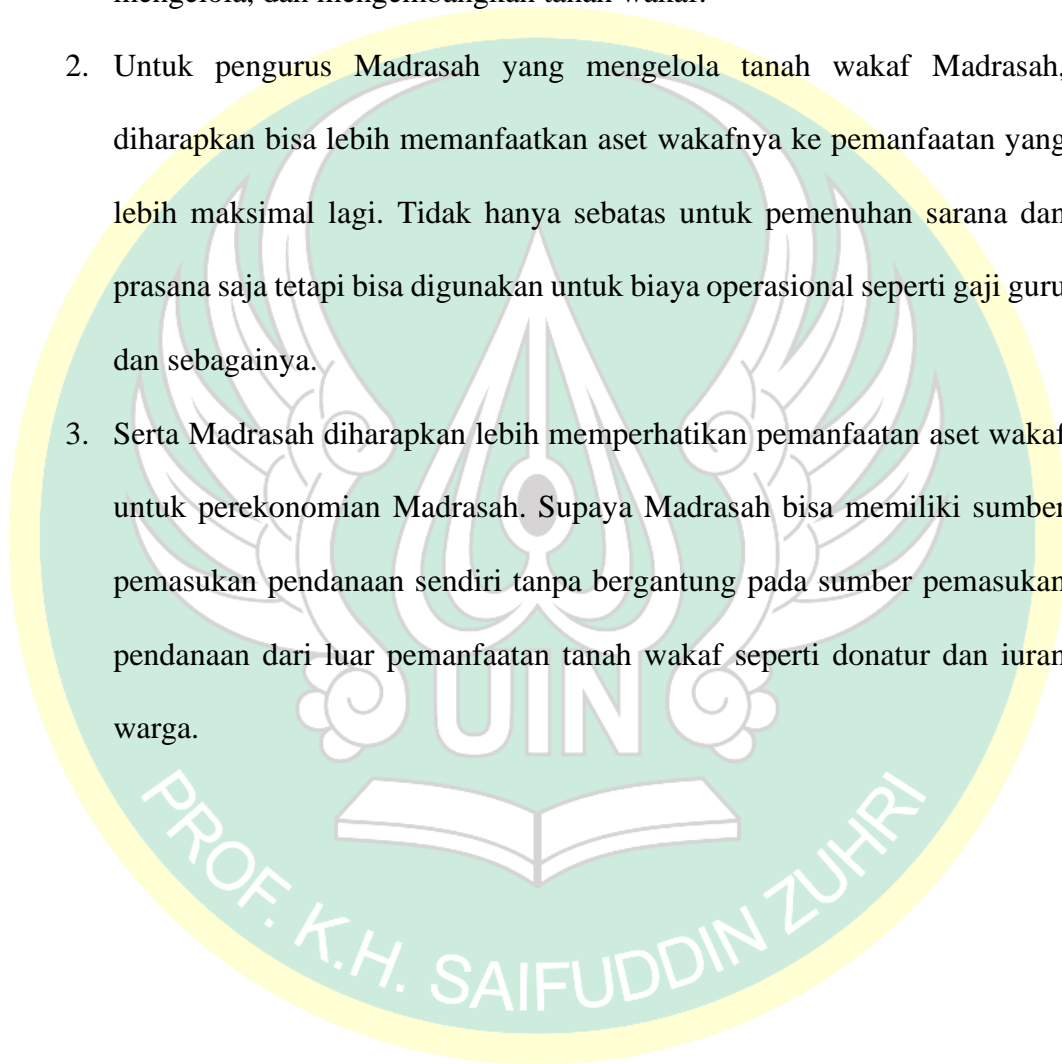 mengelola, dan mengembangkan tanah wakaf.
2. Untuk pengurus Madrasah yang mengelola tanah wakaf Madrasah,
diharapkan bisa lebih memanfaatkan aset wakafnya ke pemanfaatan yang
lebih maksimal lagi. Tidak hanya sebatas untuk pemenuhan sarana dan
prasana saja tetapi bisa digunakan untuk biaya operasional seperti gaji guru
dan sebagainya.
3. Serta Madrasah diharapkan lebih memperhatikan pemanfaatan aset wakaf
untuk perekonomian Madrasah. Supaya Madrasah bisa memiliki sumber
pemasukan pendanaan sendiri tanpa bergantung pada sumber pemasukan
pendanaan dari luar pemanfaatan tanah wakaf seperti donatur dan iuran
warga.
UIN
PROF. K.H. SAIFUDDIN ZUHRI